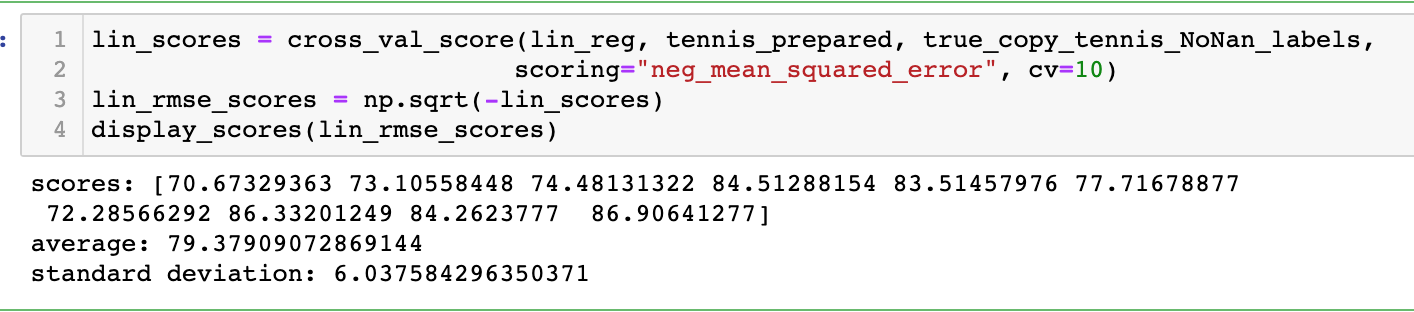 1 lin_scores = cross_val_score(lin_reg, tennis_prepared, true_copy_tennis_NoNan_labels,
2 scoring="neg_mean_squared_error", cv=10)
3 lin_rmse_scores = np.sqrt(-lin_scores)
4 display_scores(lin_rmse_scores)
scores: [70.67329363 73.10558448 74.48131322 84.51288154 83.51457976 77.71678877
72.28566292 86.33201249 84.2623777 86.90641277]
average: 79.37909072869144
standard deviation: 6.037584296350371